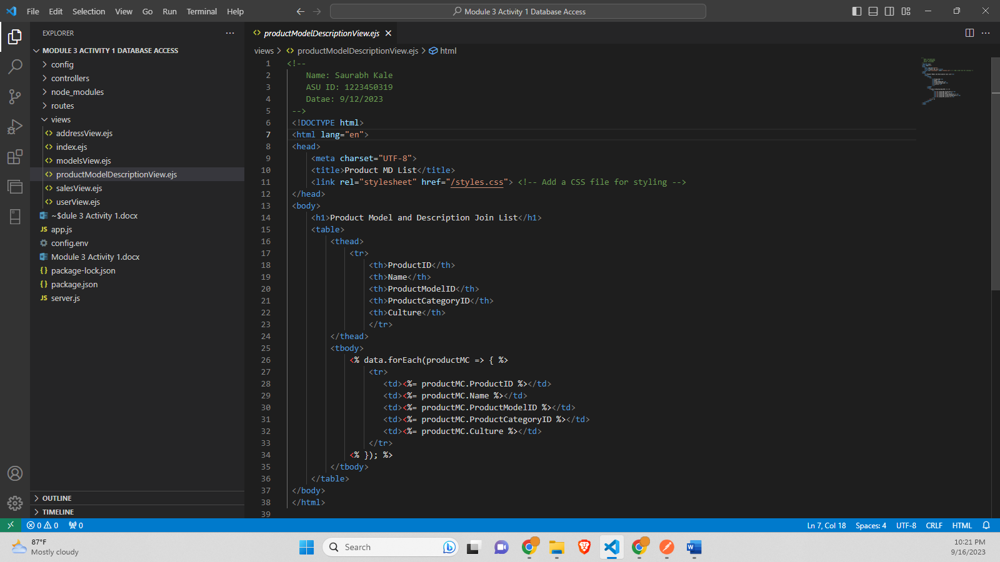 File Edit Selection View Go Run Terminal Help
Module 3 Activity 1 Database Access
EXPLORER
MODULE 3 ACTIVITY 1 DATABASE ACCESS
config
controllers
node_modules
routes
views
addressView.ejs
index.ejs
modelsView.ejs
productModelDescriptionView.ejs
salesView.ejs
userView.ejs
~$dule 3 Activity 1.docx
JS app.js
config.env
Module 3 Activity 1.docx
{} package-lock.json
{} package.json
JS server.js
OUTLINE
TIMELINE
<> productModelDescriptionView.ejs
views > <> productModelDescriptionView.ejs > html
1 <!--
2 Name: Saurabh Kale
3 ASU ID: 1223450319
4 Datae: 9/12/2023
5 -->
6 <!DOCTYPE html>
7 <html lang="en">
8 <head>
9 <meta charset="UTF-8">
10 <title>Product MD List</title>
11 <link rel="stylesheet" href="/styles.css"> <!-- Add a CSS file for styling -->
12 </head>
13 <body>
14 <h1>Product Model and Description Join List</h1>
15 <table>
16 <thead>
17 <tr>
18 <th>ProductID</th>
19 <th>Name</th>
20 <th>ProductModelID</th>
21 <th>ProductCategoryID</th>
22 <th>Culture</th>
23 </tr>
24 </thead>
25 <tbody>
26 <% data.forEach(productMC => { %>
27 <tr>
28 <td><%= productMC.ProductID %></td>
29 <td><%= productMC.Name %></td>
30 <td><%= productMC.ProductModelID %></td>
31 <td><%= productMC.ProductCategoryID %></td>
32 <td><%= productMC.Culture %></td>
33 </tr>
34 <% }); %>
35 </tbody>
36 </table>
37 </body>
38 </html>
39
0 0 0 Ln 7, Col 18 Spaces: 4 UTF-8 CRLF HTML
87°F
Mostly cloudy
Search
10:21 PM
9/16/2023